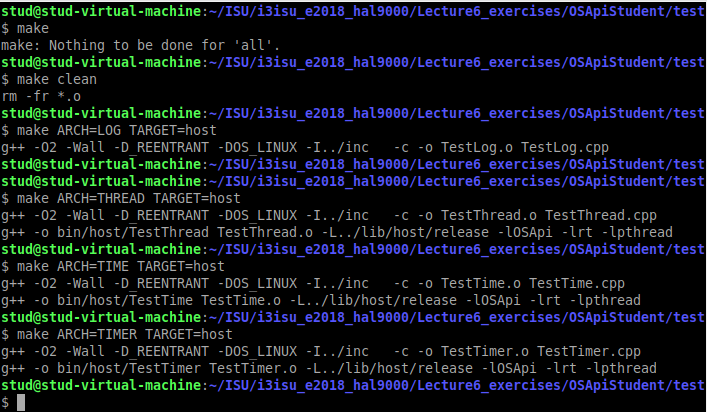 stud@stud-virtual-machine:~/ISU/i3isu_e2018_hal9000/Lecture6_exercises/OSApiStudent/test
$ make
make: Nothing to be done for 'all'.
stud@stud-virtual-machine:~/ISU/i3isu_e2018_hal9000/Lecture6_exercises/OSApiStudent/test
$ make clean
rm -fr *.o
stud@stud-virtual-machine:~/ISU/i3isu_e2018_hal9000/Lecture6_exercises/OSApiStudent/test
$ make ARCH=LOG TARGET=host
g++ -O2 -Wall -D_REENTRANT -DOS_LINUX -I../inc   -c -o TestLog.o TestLog.cpp
stud@stud-virtual-machine:~/ISU/i3isu_e2018_hal9000/Lecture6_exercises/OSApiStudent/test
stud@stud-virtual-machine:~/ISU/i3isu_e2018_hal9000/Lecture6_exercises/OSApiStudent/test
$ make ARCH=THREAD TARGET=host
g++ -O2 -Wall -D_REENTRANT -DOS_LINUX -I../inc   -c -o TestThread.o TestThread.cpp
g++ -o bin/host/TestThread TestThread.o -L../lib/host/release -lOSApi -lrt -lpthread
stud@stud-virtual-machine:~/ISU/i3isu_e2018_hal9000/Lecture6_exercises/OSApiStudent/test
$ make ARCH=TIME TARGET=host
g++ -O2 -Wall -D_REENTRANT -DOS_LINUX -I../inc   -c -o TestTime.o TestTime.cpp
g++ -o bin/host/TestTime TestTime.o -L../lib/host/release -lOSApi -lrt -lpthread
stud@stud-virtual-machine:~/ISU/i3isu_e2018_hal9000/Lecture6_exercises/OSApiStudent/test
$ make ARCH=TIMER TARGET=host
g++ -O2 -Wall -D_REENTRANT -DOS_LINUX -I../inc   -c -o TestTimer.o TestTimer.cpp
g++ -o bin/host/TestTimer TestTimer.o -L../lib/host/release -lOSApi -lrt -lpthread
stud@stud-virtual-machine:~/ISU/i3isu_e2018_hal9000/Lecture6_exercises/OSApiStudent/test
$